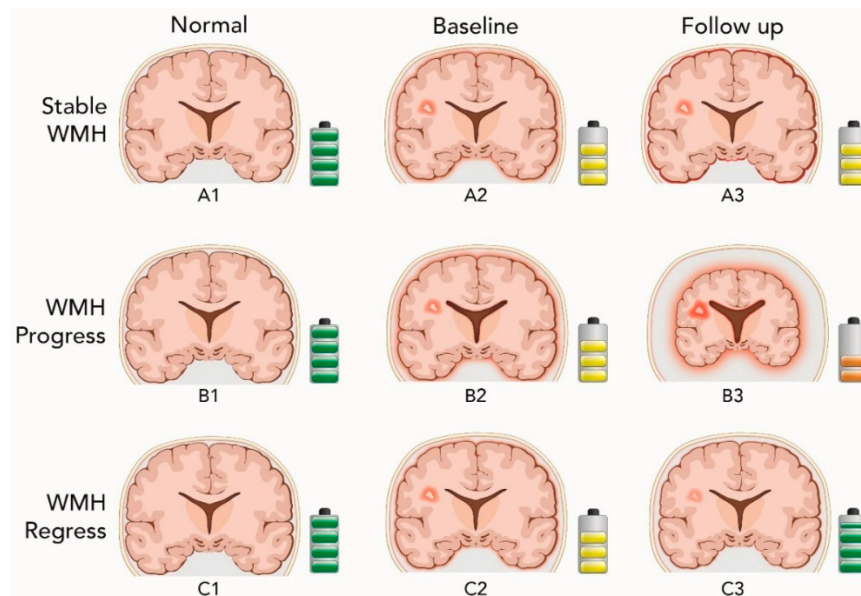 Normal Baseline Follow up
Stable
WMH
A1 A2 A3
WMH
Progress
B1 B2 B3
WMH
Regress
C1 C2 C3